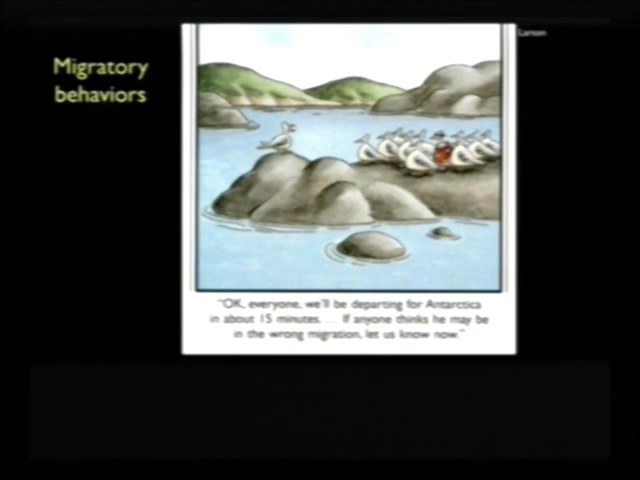 Migratory
behaviors
Larson
"OK, everyone, we'll be departing for Antarctica
in about 15 minutes. ... If anyone thinks he may be
in the wrong migration, let us know now."